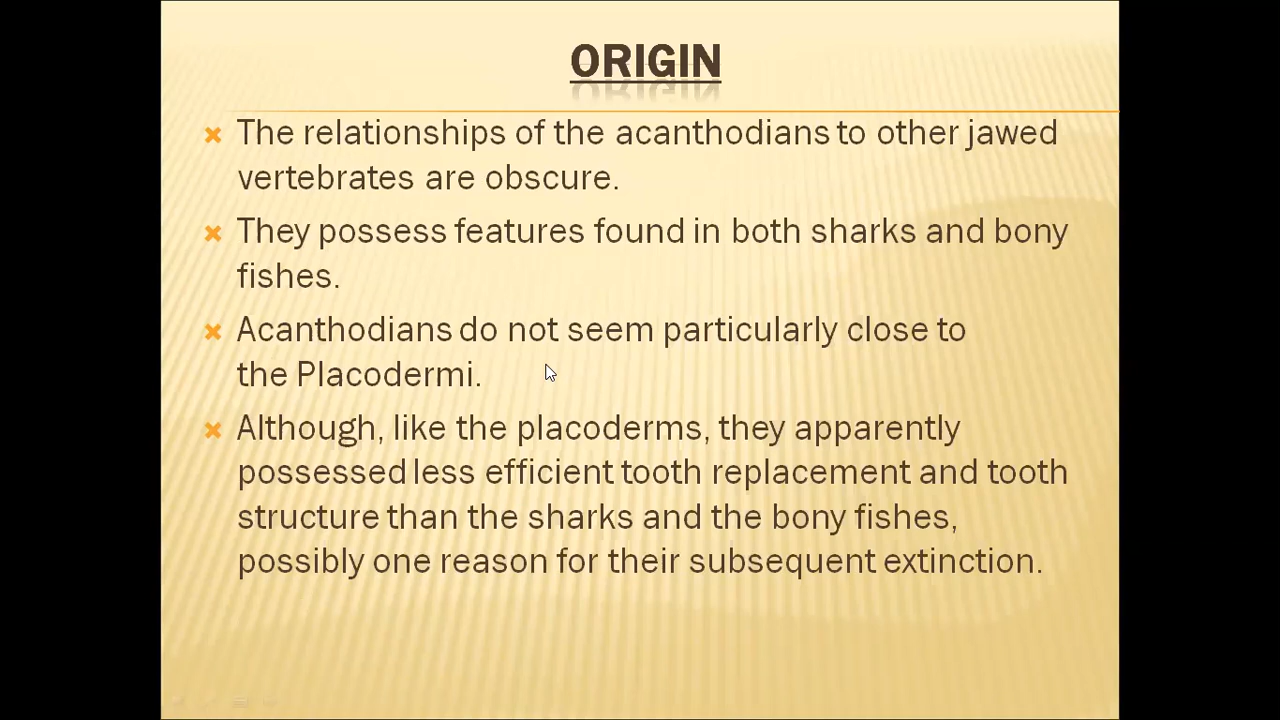 ORIGIN
The relationships of the acanthodians to other jawed
vertebrates are obscure.
They possess features found in both sharks and bony
fishes.
Acanthodians do not seem particularly close to
the Placodermi.
Although, like the placoderms, they apparently
possessed less efficient tooth replacement and tooth
structure than the sharks and the bony fishes,
possibly one reason for their subsequent extinction.